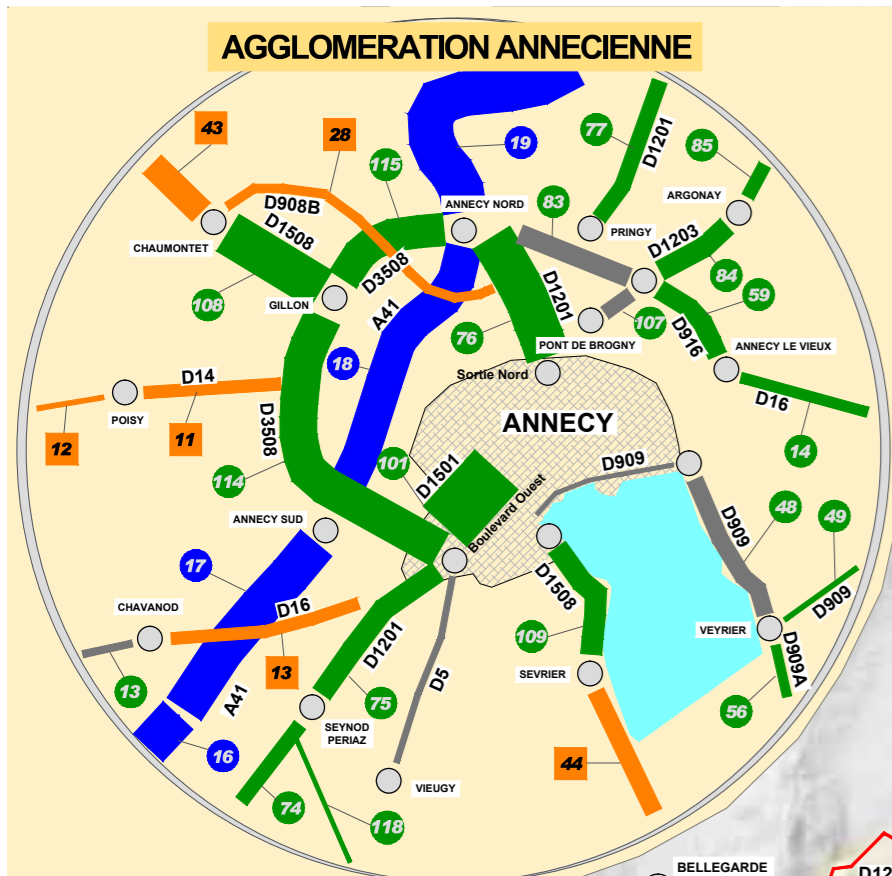 AGGLOMERATION ANNECIENNE
43
28
115
19
77
D1201
85
ARGONAY
D908B
ANNECY NORD
83
PRINGY
CHAUMONTET
D1508
D3508
D1203
84
59
108
GILLON
A41
D1201
107
D916
76
PONT DE BROGNY
ANNECY LE VIEUX
18
Sortie Nord
D14
POISY
12
11
D3508
ANNECY
D16
14
114
101
D1501
D909
Boulevard Ouest
ANNECY SUD
48
49
D909
17
CHAVANOD
D16
D1508
D909
13
13
D1201
109
VEYRIER
D909A
SEVRIER
D5
A41
75
56
16
SEYNOD
PERIAZ
44
VIEUGY
74
118
BELLEGARDE
D12